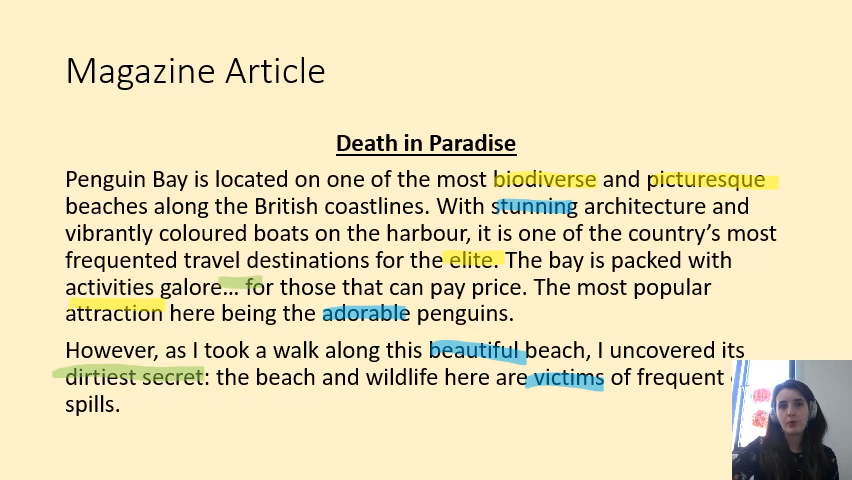 Magazine Article
Death in Paradise
Penguin Bay is located on one of the most biodiverse and picturesque
beaches along the British coastlines. With stunning architecture and
vibrantly coloured boats on the harbour, it is one of the country's most
frequented travel destinations for the elite. The bay is packed with
activities galore... for those that can pay price. The most popular
attraction here being the adorable penguins.
However, as I took a walk along this beautiful beach, I uncovered its
dirtiest secret: the beach and wildlife here are victims of frequent
spills.